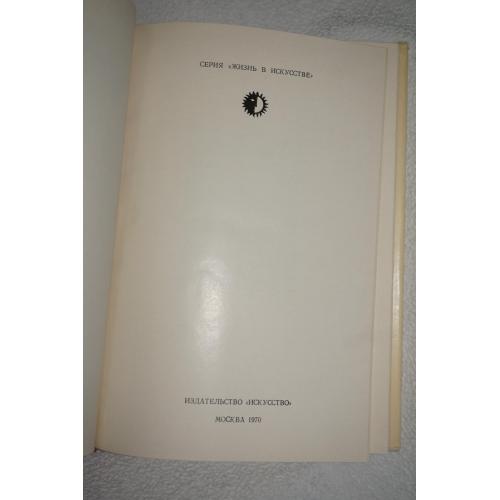 СЕРИЯ «ЖИЗНЬ В ИСКУССТВЕ»
ИЗДАТЕЛЬСТВО «ИСКУССТВО»
МОСКВА 1970